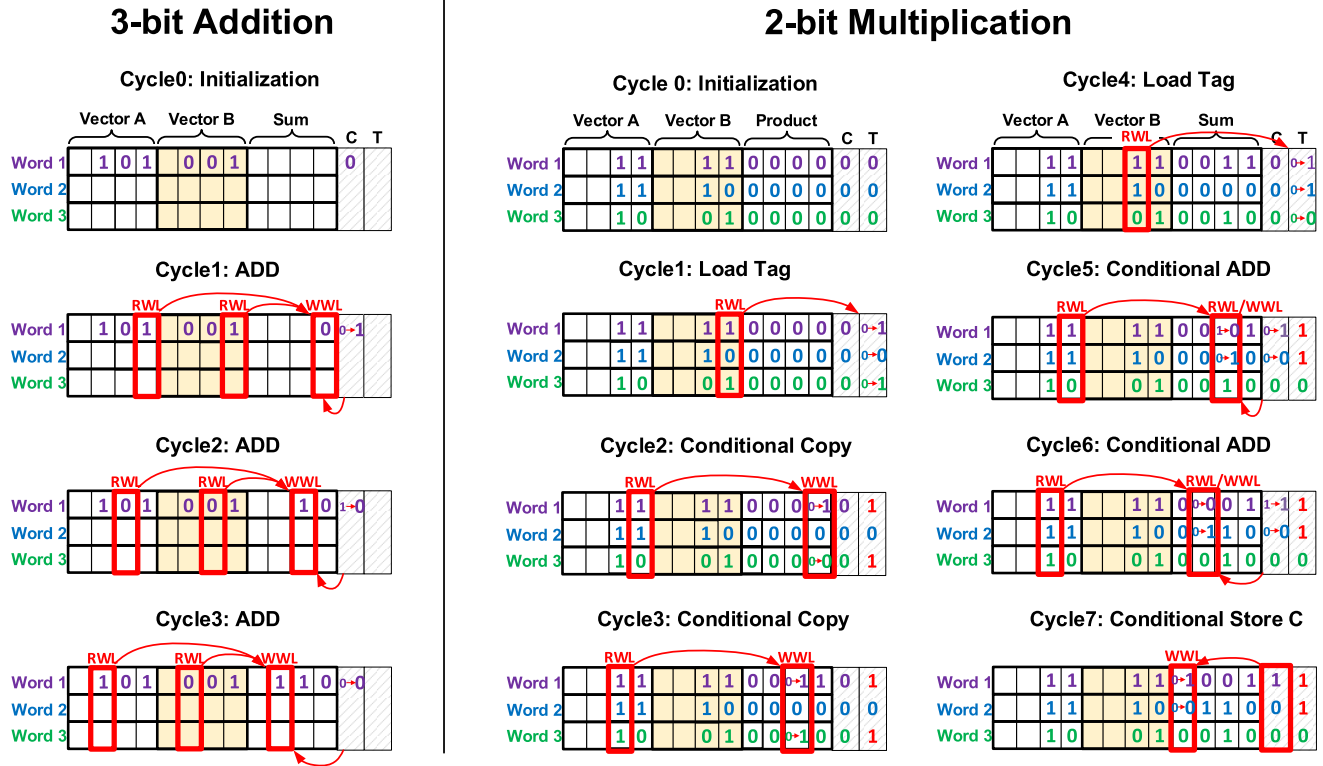 3-bit Addition
Cycle0: Initialization
Vector A Vector B Sum C T
Word 1 1 0 1 0 0 1 0
Word 2
Word 3
Cycle1: ADD
RWL RWL WWL
Word 1 1 0 1 0 0 1 0 0→1
Word 2
Word 3
Cycle2: ADD
RWL RWL WWL
Word 1 1 0 1 0 0 1 1 0 1→0
Word 2
Word 3
Cycle3: ADD
RWL RWL WWL
Word 1 1 0 1 0 0 1 1 1 0 0→0
Word 2
Word 3
2-bit Multiplication
Cycle 0: Initialization
Vector A Vector B Product C T
Word 1 1 1 1 1 0 0 0 0 0 0
Word 2 1 1 1 0 0 0 0 0 0 0
Word 3 1 0 0 1 0 0 0 0 0 0
Cycle1: Load Tag
RWL
Word 1 1 1 1 1 0 0 0 0 0 0→1
Word 2 1 1 1 0 0 0 0 0 0 0→0
Word 3 1 0 0 1 0 0 0 0 0 0→1
Cycle2: Conditional Copy
RWL WWL
Word 1 1 1 1 1 0 0 0 0→1 0 1
Word 2 1 1 1 0 0 0 0 0 0 0
Word 3 1 0 0 1 0 0 0 0→0 0 1
Cycle3: Conditional Copy
RWL WWL
Word 1 1 1 1 1 0 0 0→1 1 0 1
Word 2 1 1 1 0 0 0 0 0 0 0
Word 3 1 0 0 1 0 0 0→1 0 0 1
Cycle4: Load Tag
Vector A Vector B Sum C T
RWL
Word 1 1 1 1 1 0 0 1 1 0 0→1
Word 2 1 1 1 0 0 0 0 0 0 0→1
Word 3 1 0 0 1 0 0 1 0 0 0→0
Cycle5: Conditional ADD
RWL RWL/WWL
Word 1 1 1 1 1 0 0 1→0 1 0→1 1
Word 2 1 1 1 0 0 0 0→1 0 0→0 1
Word 3 1 0 0 1 0 0 1 0 0 0
Cycle6: Conditional ADD
RWL RWL/WWL
Word 1 1 1 1 1 0 0→0 0 1 1→1 1
Word 2 1 1 1 0 0 0→1 1 0 0→0 1
Word 3 1 0 0 1 0 0 1 0 0 0
Cycle7: Conditional Store C
WWL
Word 1 1 1 1 1 0→1 0 0 1 1 1
Word 2 1 1 1 0 0→0 1 1 0 0 1
Word 3 1 0 0 1 0 0 1 0 0 0